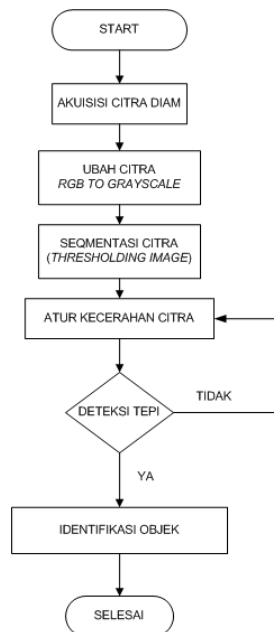 START
AKUISISI CITRA DIAM
UBAH CITRA
RGB TO GRAYSCALE
SEQMENTASI CITRA
(THRESHOLDING IMAGE)
ATUR KECERAHAN CITRA
DETEKSI TEPI
TIDAK
YA
IDENTIFIKASI OBJEK
SELESAI